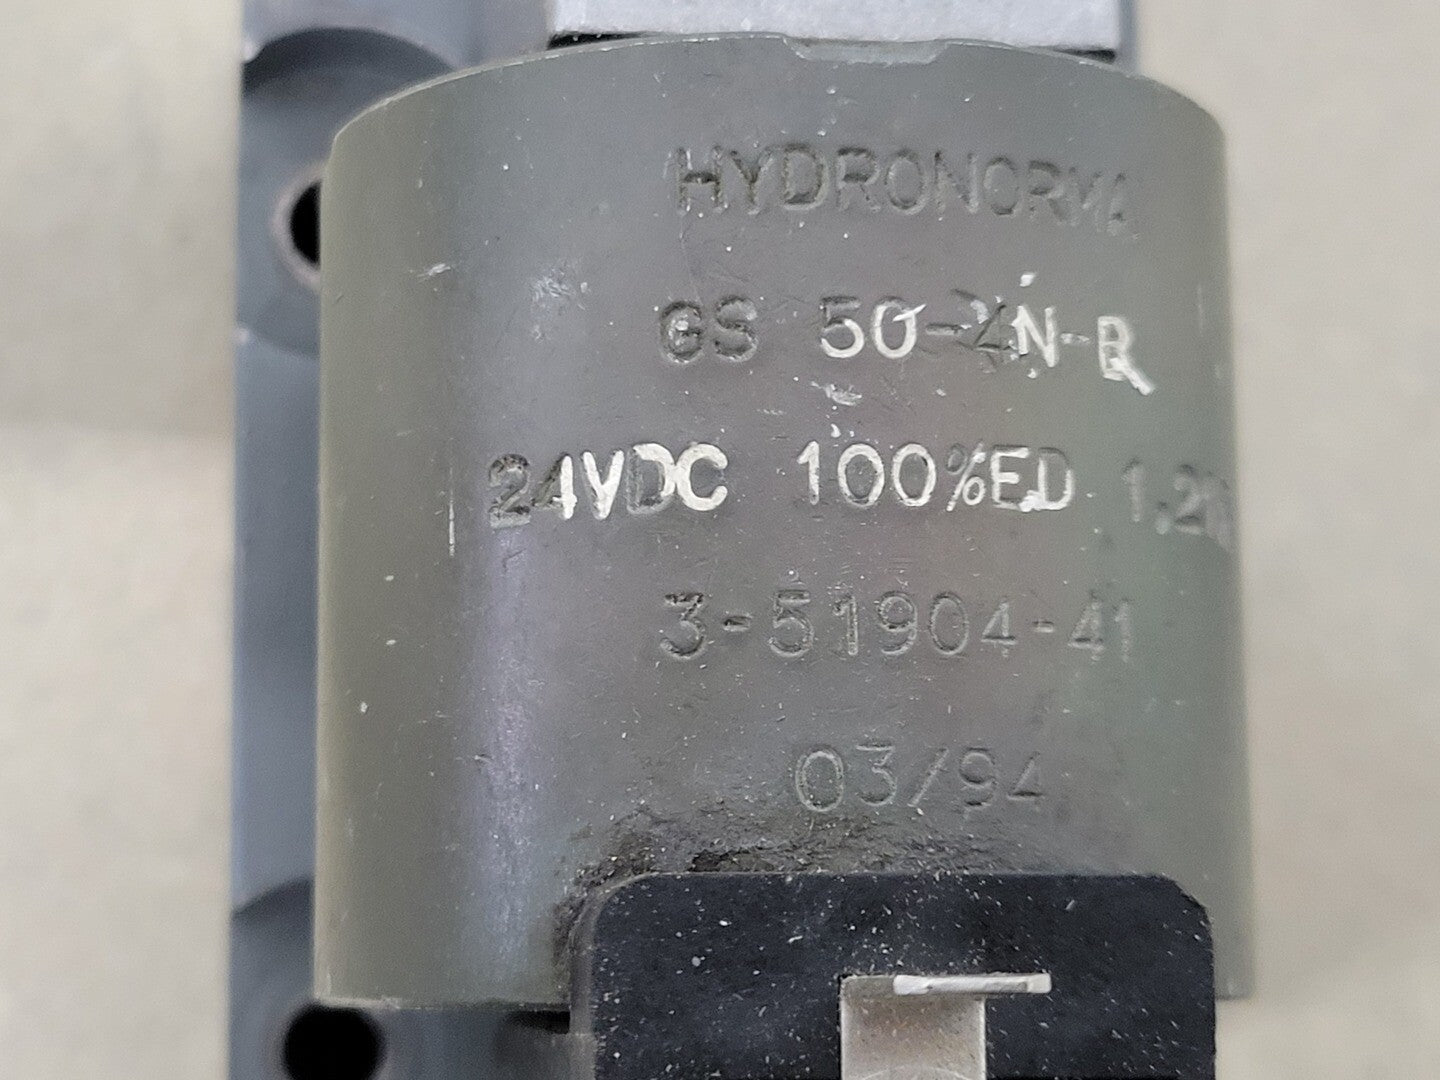 HYDRONORMA
GS 50-4N-R
24VDC 100%ED
3-51904-41
03/94